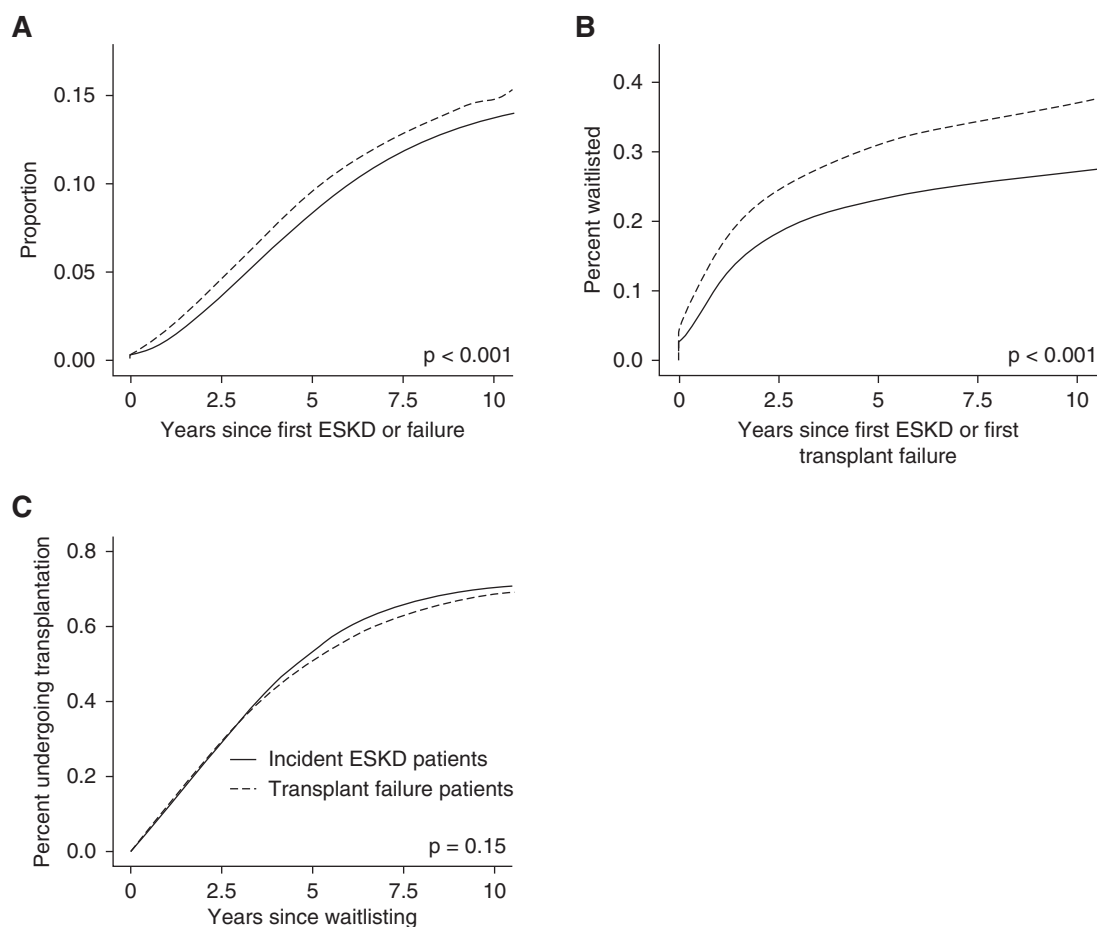 A
Proportion
0.15
0.10
0.05
0.00
p < 0.001
0 2.5 5 7.5 10
Years since first ESKD or failure
B
Percent waitlisted
0.4
0.3
0.2
0.1
0.0
p < 0.001
0 2.5 5 7.5 10
Years since first ESKD or first
transplant failure
C
Percent undergoing transplantation
0.8
0.6
0.4
0.2
0.0
Incident ESKD patients
Transplant failure patients
p = 0.15
0 2.5 5 7.5 10
Years since waitlisting